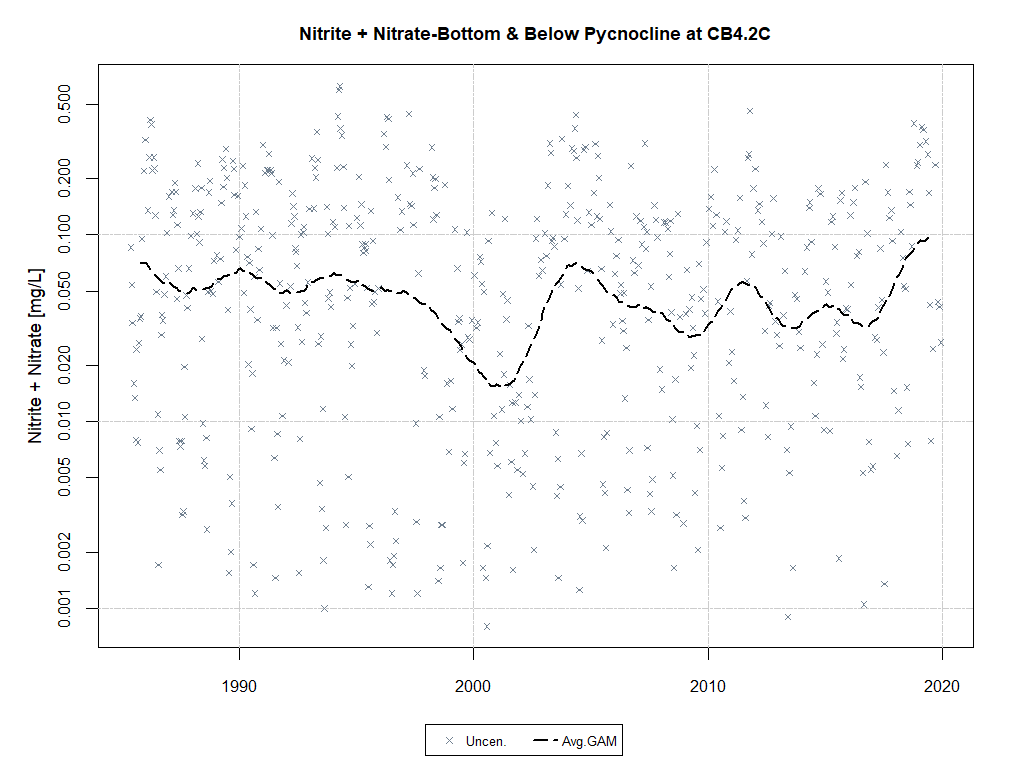 Nitrite + Nitrate-Bottom & Below Pycnocline at CB4.2C
Nitrite + Nitrate [mg/L]
0.500
0.200
0.100
0.050
0.020
0.010
0.005
0.002
0.001
1990 2000 2010 2020
Uncen. Avg.GAM